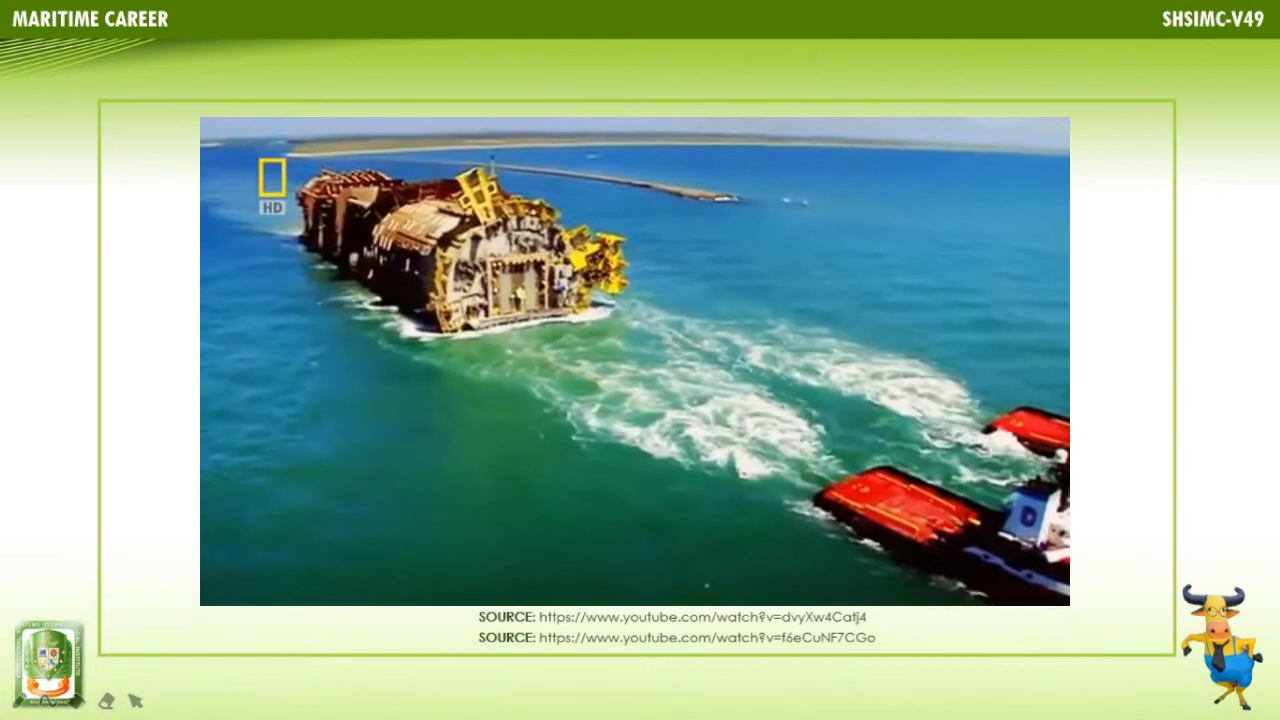 MARITIME CAREER
SHSIMC-V49
HD
SOURCE: https://www.youtube.com/watch?v=dvyXw4Catj4
SOURCE: https://www.youtube.com/watch?v=f6eCuNF7CGo